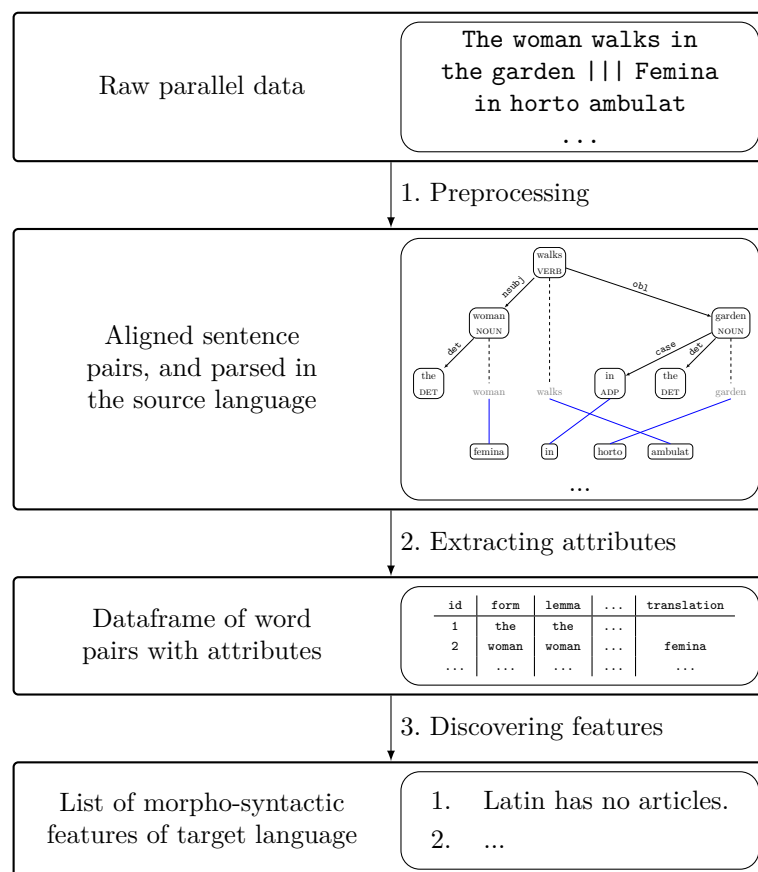 Raw parallel data
The woman walks in
the garden ||| Femina
in horto ambulat
...
1. Preprocessing
Aligned sentence
pairs, and parsed in
the source language
walks
VERB
nsubj
obl
woman
NOUN
garden
NOUN
det
case
det
the
DET
woman
walks
in
ADP
the
DET
garden
femina
in
horto
ambulat
...
2. Extracting attributes
Dataframe of word
pairs with attributes
id form lemma ... translation
1 the the ...
2 woman woman ... femina
... ... ... ... ...
3. Discovering features
List of morpho-syntactic
features of target language
1. Latin has no articles.
2. ...